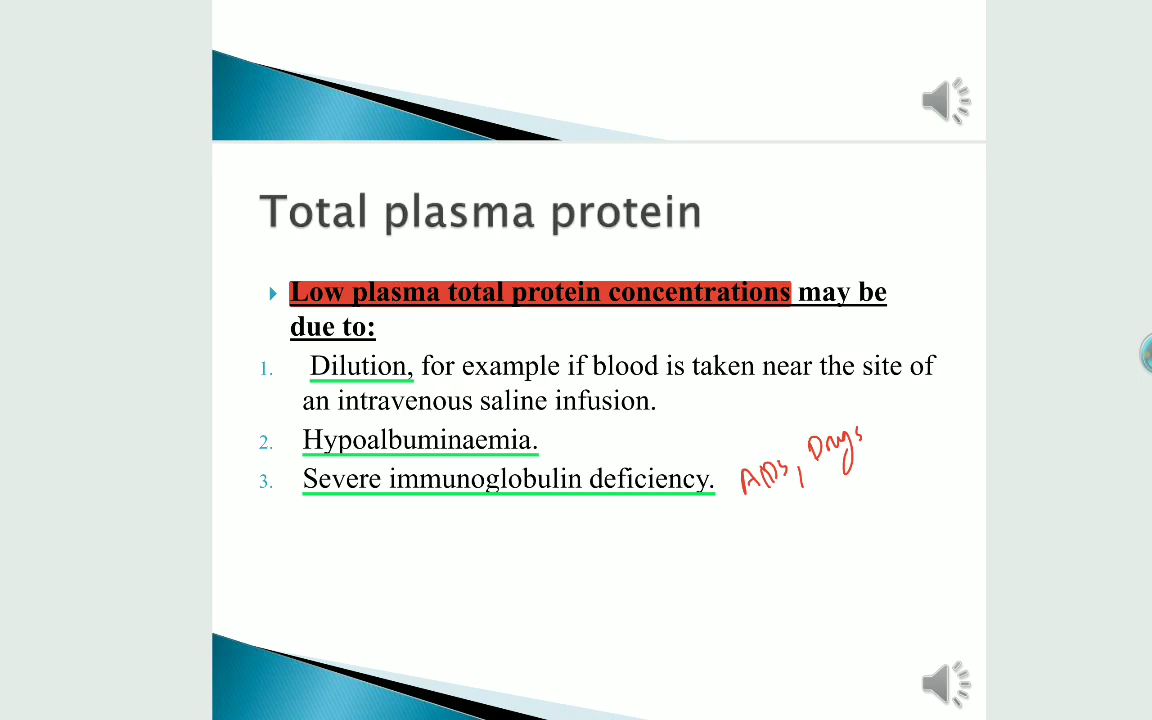 Total plasma protein
Low plasma total protein concentrations may be
due to:
1. Dilution, for example if blood is taken near the site of
an intravenous saline infusion.
2. Hypoalbuminaemia.
3. Severe immunoglobulin deficiency. AIDs, Drugs